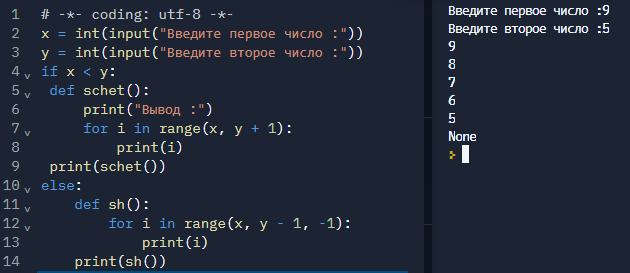 1 # -*- coding: utf-8 -*-
2 x = int(input("Введите первое число :"))
3 y = int(input("Введите второе число :"))
4 if x < y:
5  def schet():
6      print("Вывод :")
7      for i in range(x, y + 1):
8          print(i)
9  print(schet())
10 else:
11     def sh():
12         for i in range(x, y - 1, -1):
13             print(i)
14     print(sh())
Введите первое число :9
Введите второе число :5
9
8
7
6
5
None
>